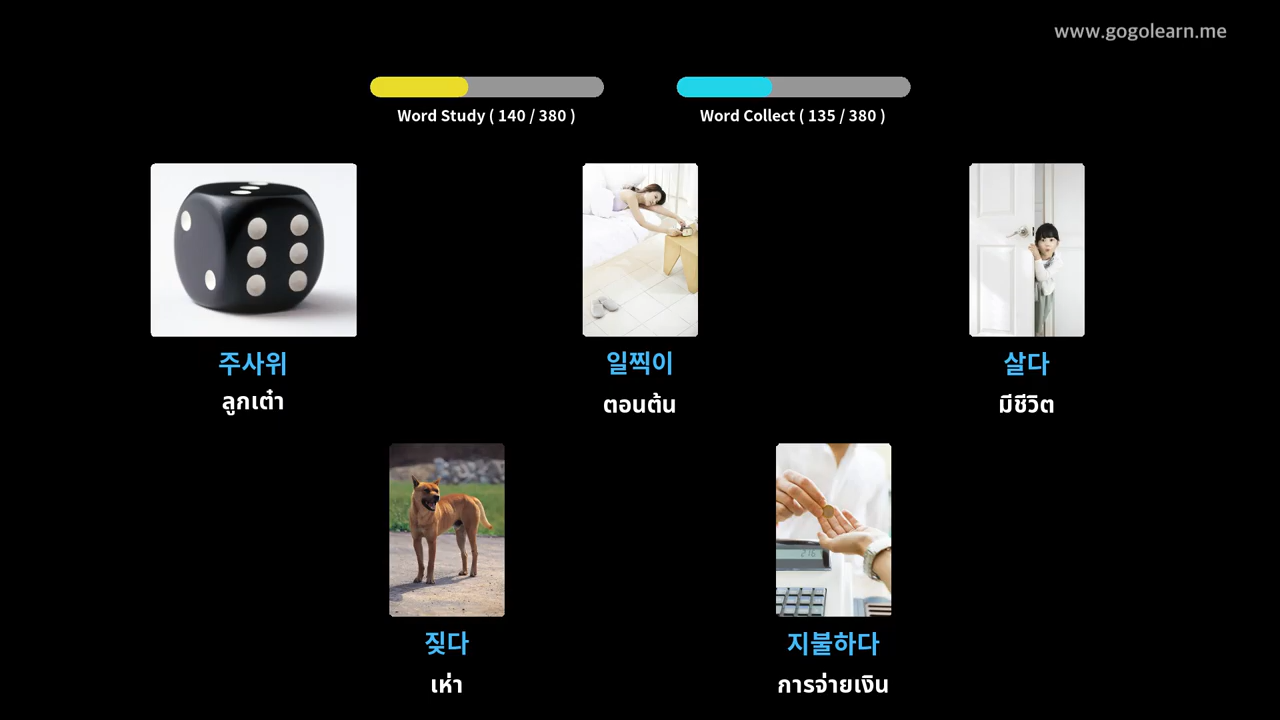 www.gogolearn.me
Word Study ( 140 / 380 )
Word Collect ( 135 / 380 )
주사위
ลูกเต๋า
일찍이
ตอนต้น
살다
มีชีวิต
짖다
เห่า
지불하다
การจ่ายเงิน